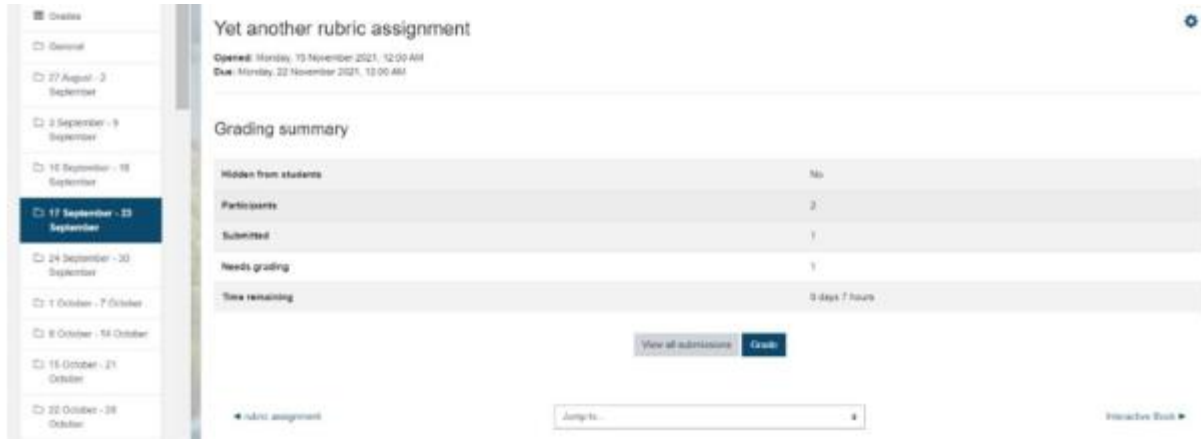 Grades
General
27 August - 2
September
3 September - 9
September
10 September - 16
September
17 September - 23
September
24 September - 30
September
1 October - 7 October
8 October - 14 October
15 October - 21
October
22 October - 28
October
Yet another rubric assignment
Opened: Monday, 15 November 2021, 12:00 AM
Due: Monday, 22 November 2021, 12:00 AM
Grading summary
Hidden from students No
Participants 2
Submitted 1
Needs grading 1
Time remaining days 7 hours
View all submissions Grade
◄ rubric assignment Jump to... Interactive Book ►